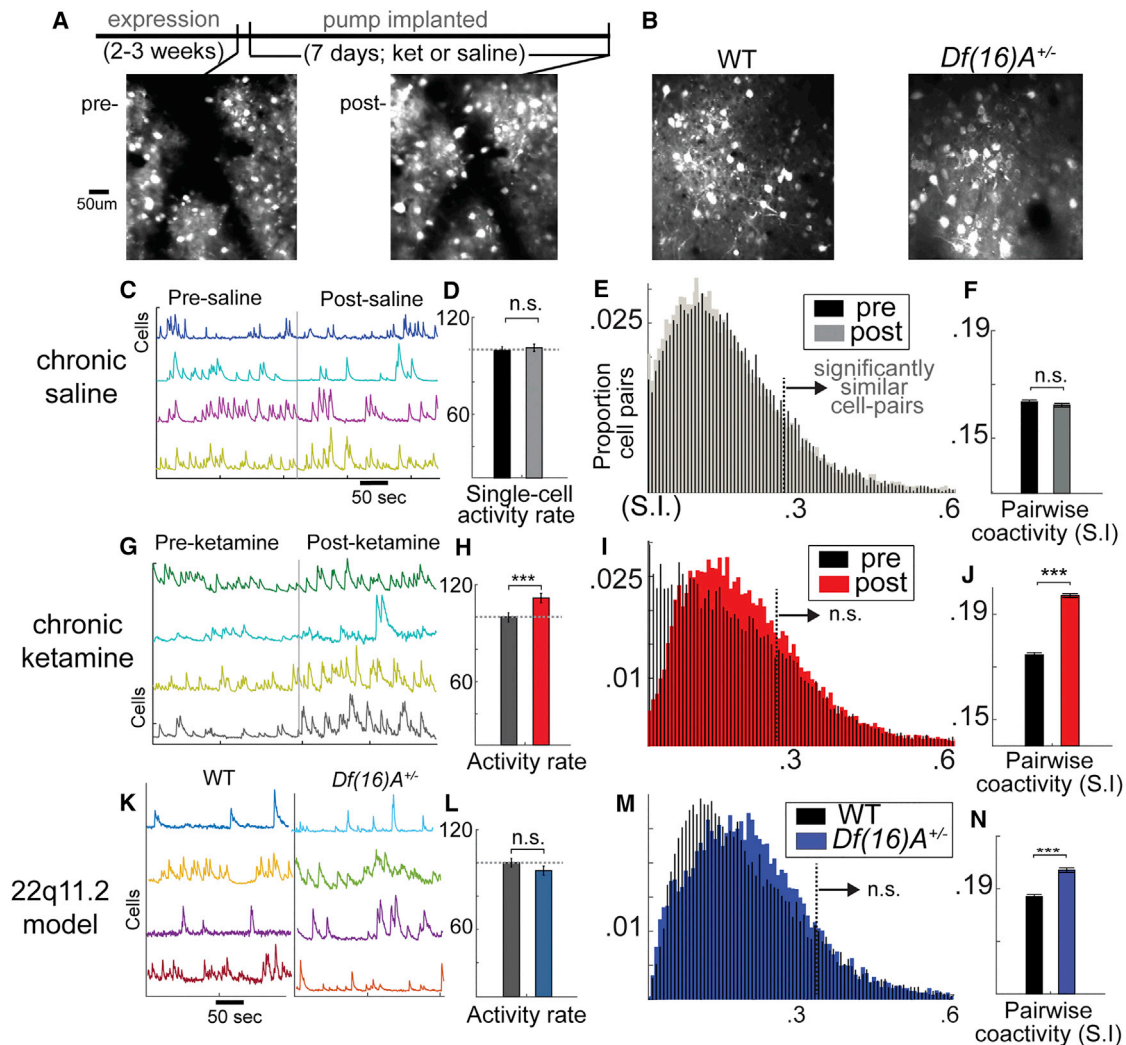 A
expression
pump implanted
(2-3 weeks)
(7 days; ket or saline)
pre-
post-
50um
B
WT
Df(16)A+/-
chronic
saline
C
Pre-saline
Post-saline
Cells
50 sec
D
n.s.
120
60
Single-cell
activity rate
E
pre
post
.025
significantly
similar
cell-pairs
Proportion
cell pairs
(S.I.)
.3
.6
F
.19
n.s.
.15
Pairwise
coactivity (S.I)
chronic
ketamine
G
Pre-ketamine
Post-ketamine
Cells
H
120
***
60
Activity rate
I
pre
post
.025
n.s.
.01
.3
.6
J
***
.19
.15
Pairwise
coactivity (S.I)
22q11.2
model
K
WT
Df(16)A+/-
Cells
50 sec
L
120
n.s.
60
Activity rate
M
WT
Df(16)A+/-
n.s.
.01
.3
.6
N
***
.19
Pairwise
coactivity (S.I)